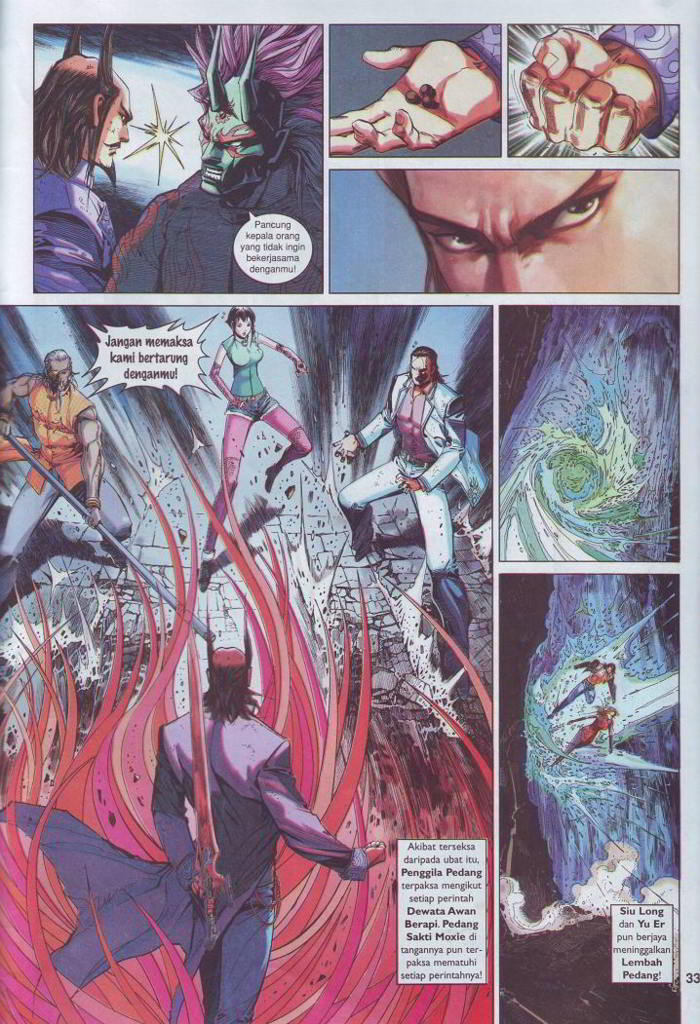 Pancung
kepala orang
yang tidak ingin
bekerjasama
denganmu!
Jangan memaksa
kami bertarung
denganmu!
Akibat terseksa
daripada ubat itu,
Penggila Pedang
terpaksa mengikut
setiap perintah
Dewata Awan
Berapi. Pedang
Sakti Moxie di
tangannya pun ter-
paksa mematuhi
setiap perintahnya!
Siu Long
dan Yu Er
pun berjaya
meninggalkan
Lembah
Pedang!
33